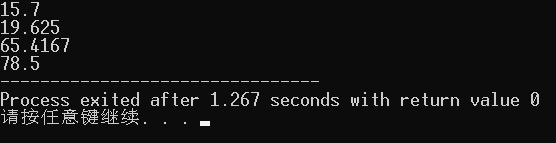 15.7
19.625
65.4167
78.5
--------------------------------
Process exited after 1.267 seconds with return value 0
请按任意键继续. . .